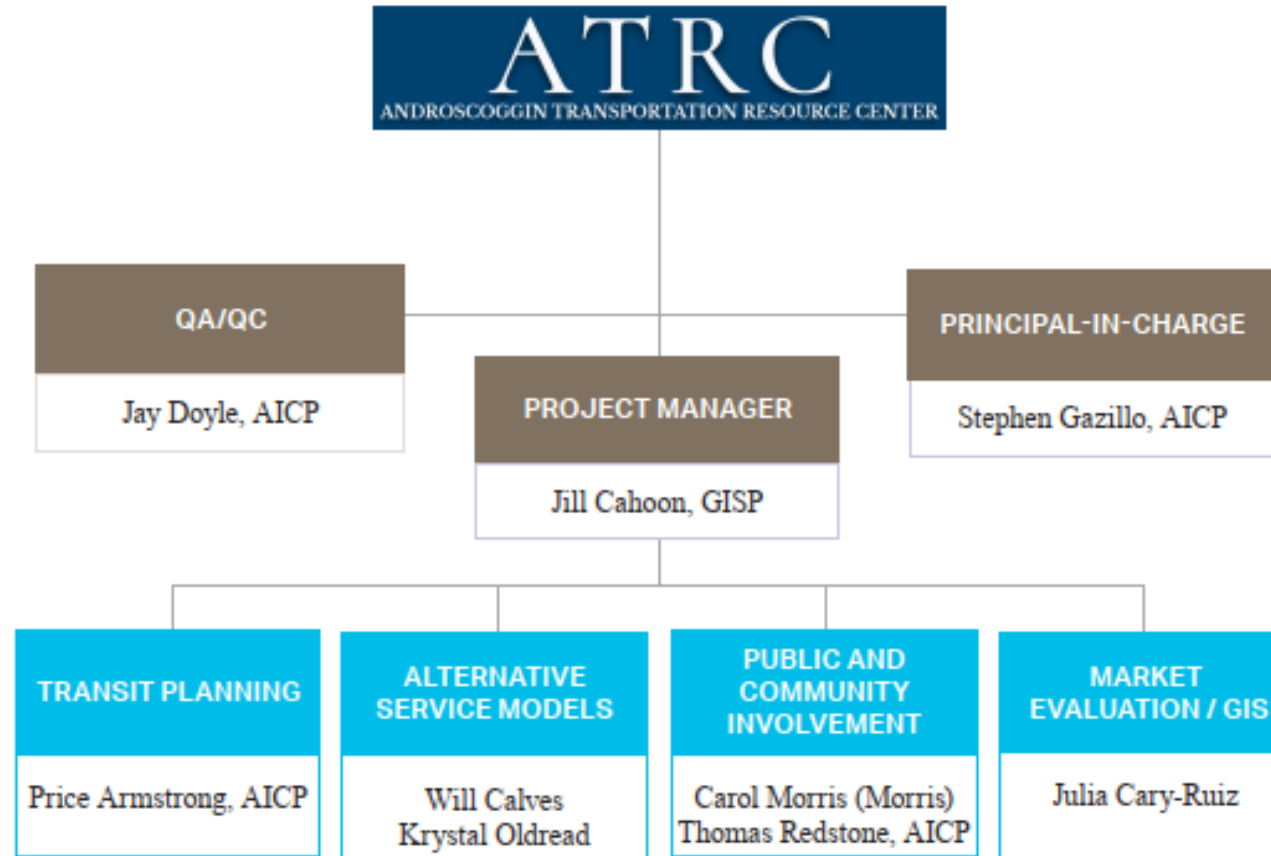 ATRC
ANDROSCOGGIN TRANSPORTATION RESOURCE CENTER
QA/QC
Jay Doyle, AICP
PRINCIPAL-IN-CHARGE
Stephen Gazillo, AICP
PROJECT MANAGER
Jill Cahoon, GISP
TRANSIT PLANNING
Price Armstrong, AICP
ALTERNATIVE
SERVICE MODELS
Will Calves
Krystal Oldread
PUBLIC AND
COMMUNITY
INVOLVEMENT
Carol Morris (Morris)
Thomas Redstone, AICP
MARKET
EVALUATION / GIS
Julia Cary-Ruiz